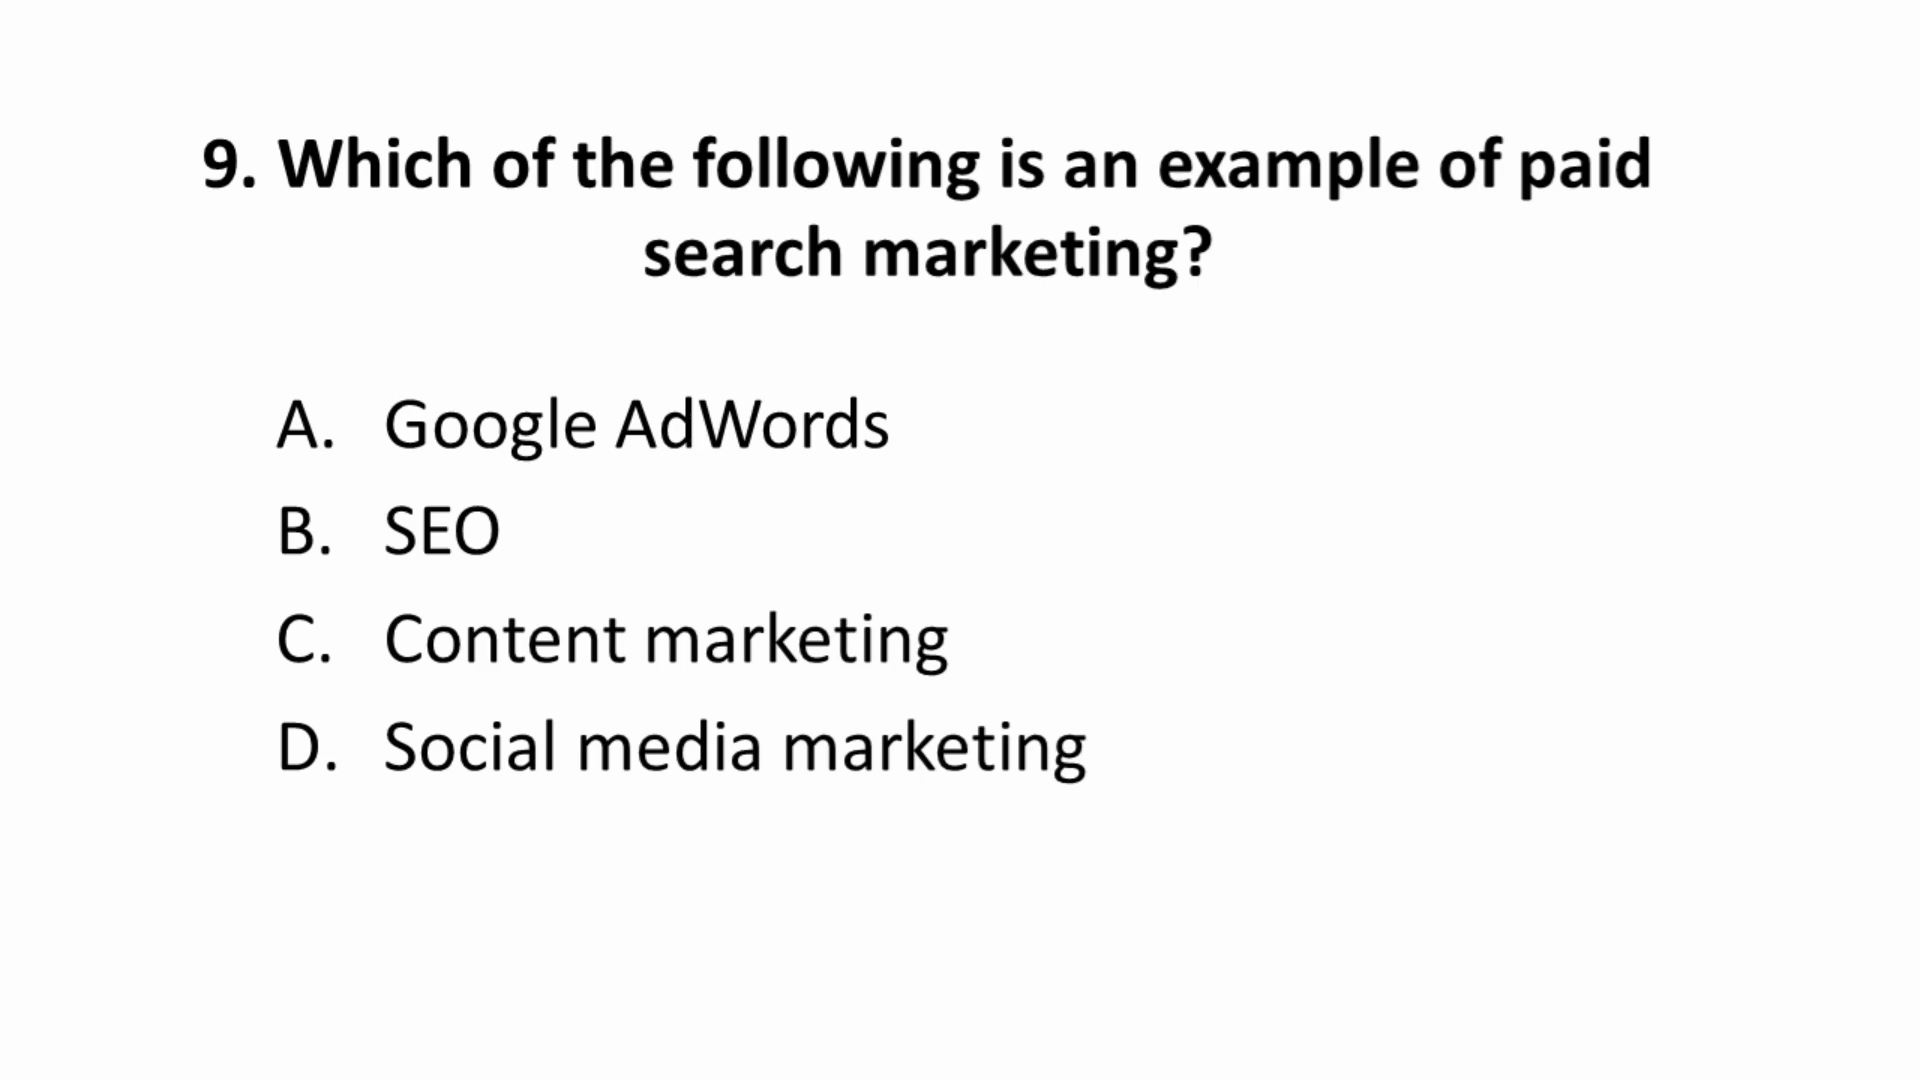 9. Which of the following is an example of paid
search marketing?
A. Google AdWords
B. SEO
C. Content marketing
D. Social media marketing